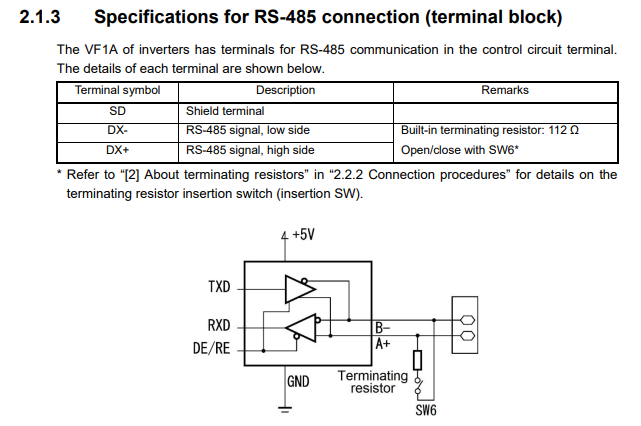 2.1.3 Specifications for RS-485 connection (terminal block)
The VF1A of inverters has terminals for RS-485 communication in the control circuit terminal.
The details of each terminal are shown below.
Terminal symbol Description Remarks
SD Shield terminal
DX- RS-485 signal, low side Built-in terminating resistor: 112 Ω
DX+ RS-485 signal, high side Open/close with SW6*
* Refer to “[2] About terminating resistors” in “2.2.2 Connection procedures” for details on the
terminating resistor insertion switch (insertion SW).
+5V
TXD
RXD
B−
DE/RE
A+
GND
Terminating
resistor
SW6